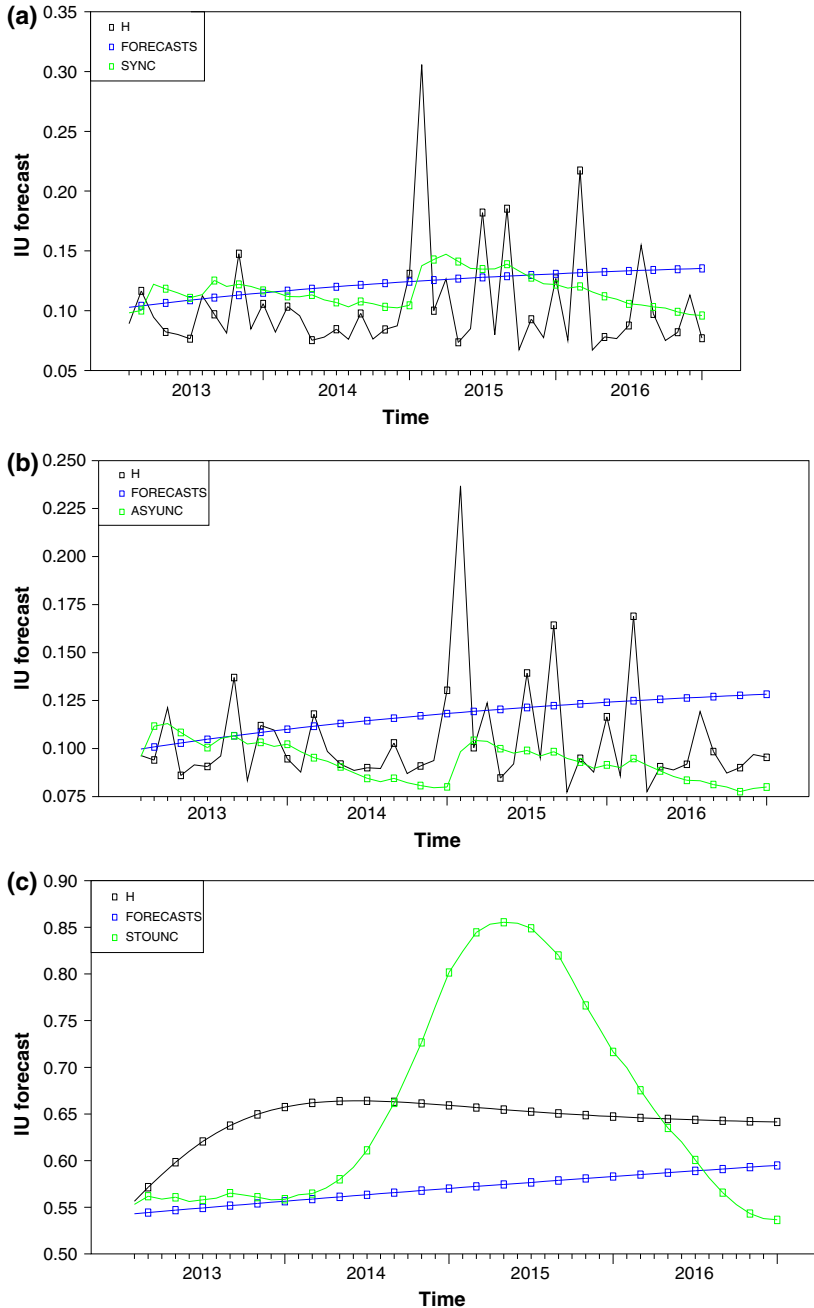 (a)
0.35
0.30
0.25
0.20
0.15
0.10
0.05
IU forecast
H
FORECASTS
SYNC
2013 2014 2015 2016
Time
(b)
0.250
0.225
0.200
0.175
0.150
0.125
0.100
0.075
IU forecast
H
FORECASTS
ASYUNC
2013 2014 2015 2016
Time
(c)
0.90
0.85
0.80
0.75
0.70
0.65
0.60
0.55
0.50
IU forecast
H
FORECASTS
STOUNC
2013 2014 2015 2016
Time